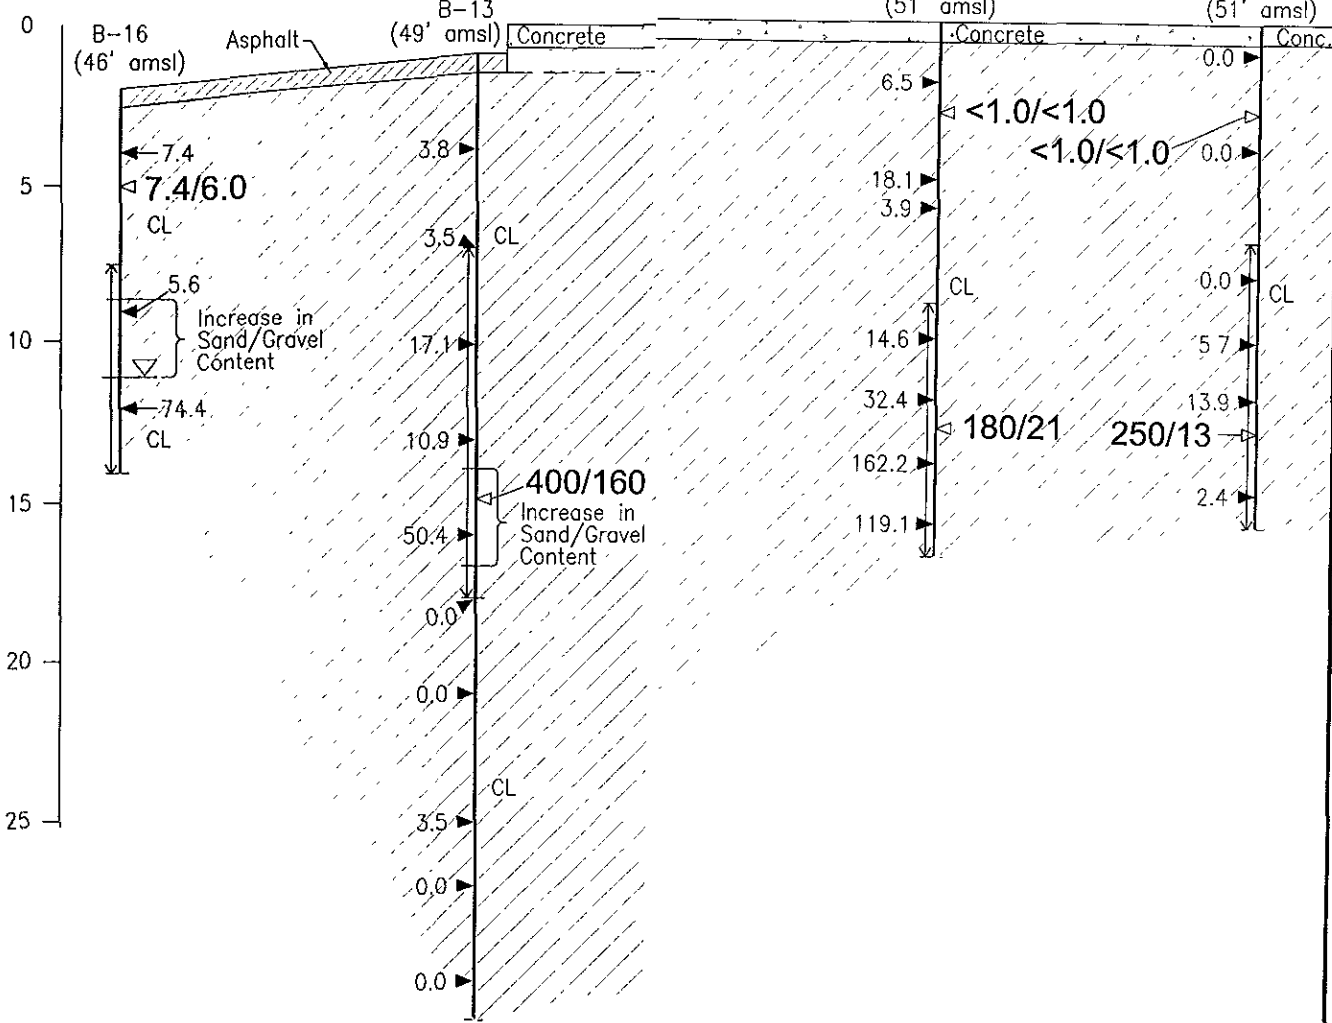 0
5
10
15
20
25
B-16
(46' amsl)
Asphalt
B-13
(49' amsl)
Concrete
(51' amsl)
Concrete
(51' amsl)
Conc.
7.4
7.4/6.0
CL
5.6
Increase in
Sand/Gravel
Content
74.4
CL
3.8
3.5
CL
17.1
10.9
400/160
Increase in
Sand/Gravel
Content
50.4
0.0
0.0
CL
3.5
0.0
0.0
6.5
<1.0/<1.0
18.1
3.9
CL
14.6
32.4
180/21
162.2
119.1
0.0
<1.0/<1.0
0.0
0.0
CL
5.7
13.9
250/13
2.4